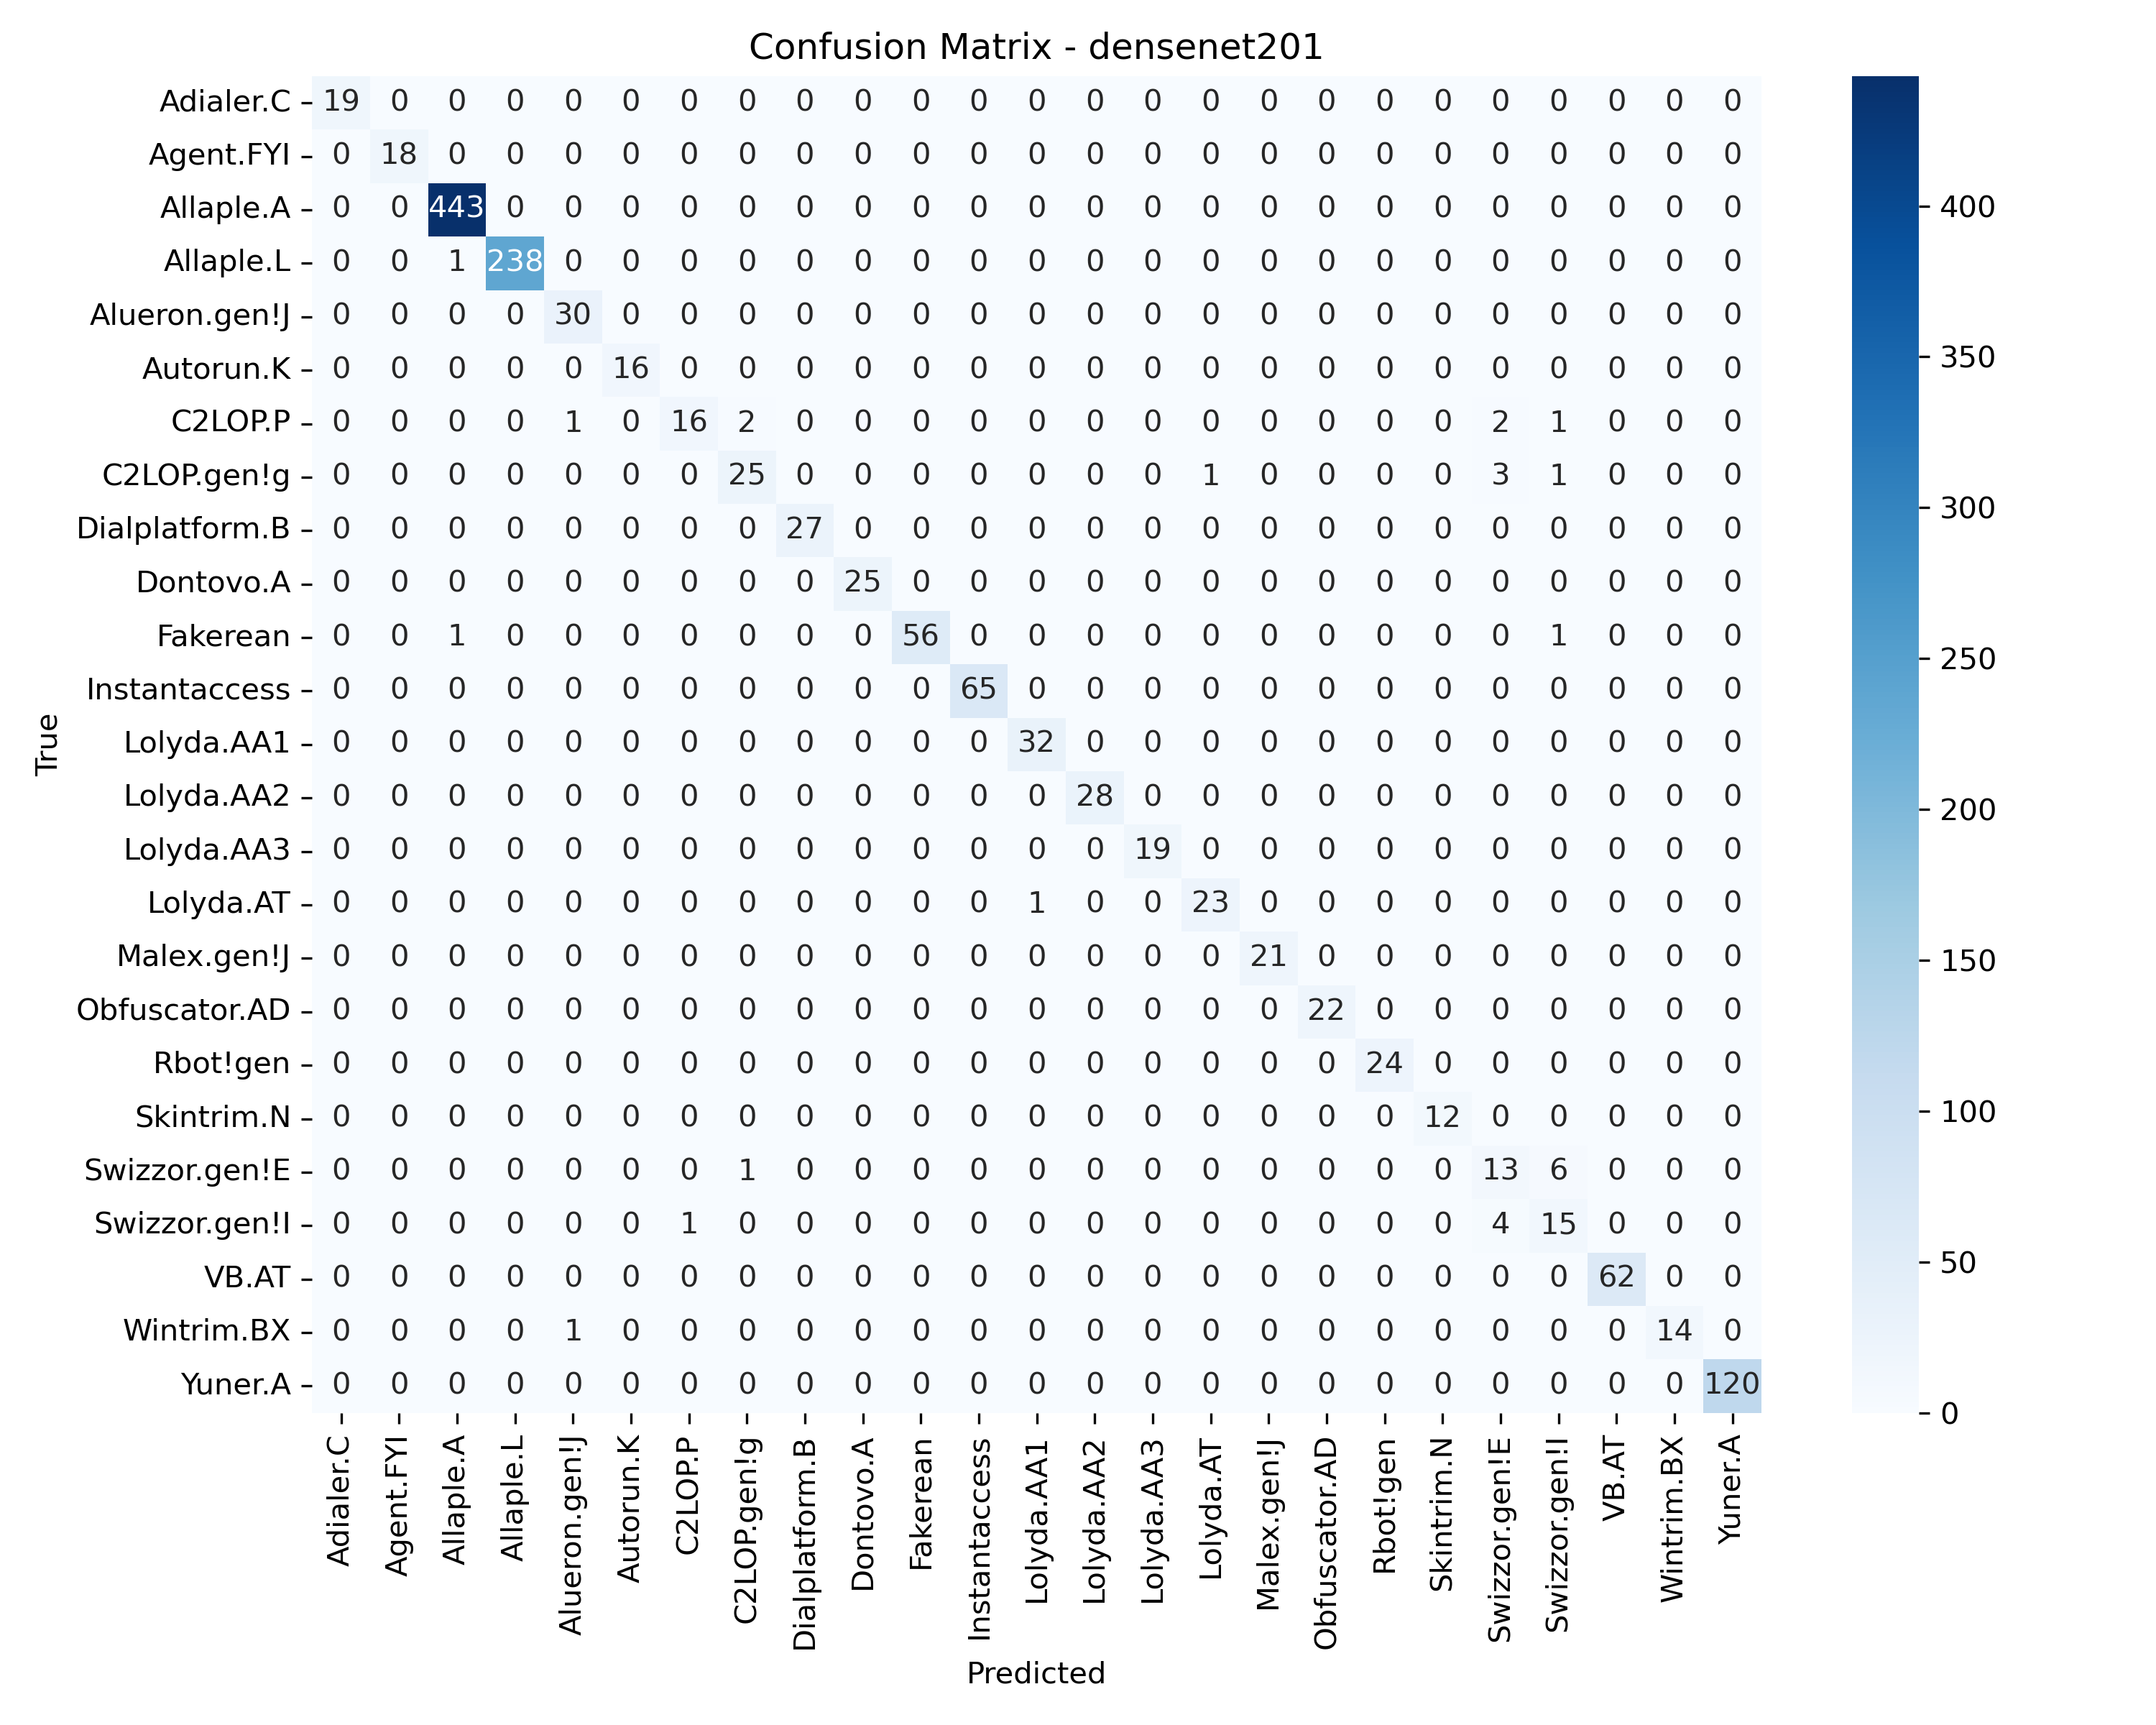 Confusion Matrix - densenet201
Adialer.C 19 0 0 0 0 0 0 0 0 0 0 0 0 0 0 0 0 0 0 0 0 0 0 0 0
Agent.FYI 0 18 0 0 0 0 0 0 0 0 0 0 0 0 0 0 0 0 0 0 0 0 0 0 0
Allaple.A 0 0 443 0 0 0 0 0 0 0 0 0 0 0 0 0 0 0 0 0 0 0 0 0 0
Allaple.L 0 0 1 238 0 0 0 0 0 0 0 0 0 0 0 0 0 0 0 0 0 0 0 0 0
Alueron.gen!J 0 0 0 0 30 0 0 0 0 0 0 0 0 0 0 0 0 0 0 0 0 0 0 0 0
Autorun.K 0 0 0 0 0 16 0 0 0 0 0 0 0 0 0 0 0 0 0 0 0 0 0 0 0
C2LOP.P 0 0 0 0 1 0 16 2 0 0 0 0 0 0 0 0 0 0 0 0 2 1 0 0 0
C2LOP.gen!g 0 0 0 0 0 0 0 25 0 0 0 0 0 0 0 1 0 0 0 0 3 1 0 0 0
Dialplatform.B 0 0 0 0 0 0 0 0 27 0 0 0 0 0 0 0 0 0 0 0 0 0 0 0 0
Dontovo.A 0 0 0 0 0 0 0 0 0 25 0 0 0 0 0 0 0 0 0 0 0 0 0 0 0
Fakerean 0 0 1 0 0 0 0 0 0 0 56 0 0 0 0 0 0 0 0 0 0 1 0 0 0
Instantaccess 0 0 0 0 0 0 0 0 0 0 0 65 0 0 0 0 0 0 0 0 0 0 0 0 0
Lolyda.AA1 0 0 0 0 0 0 0 0 0 0 0 0 32 0 0 0 0 0 0 0 0 0 0 0 0
Lolyda.AA2 0 0 0 0 0 0 0 0 0 0 0 0 0 28 0 0 0 0 0 0 0 0 0 0 0
Lolyda.AA3 0 0 0 0 0 0 0 0 0 0 0 0 0 0 19 0 0 0 0 0 0 0 0 0 0
Lolyda.AT 0 0 0 0 0 0 0 0 0 0 0 0 1 0 0 23 0 0 0 0 0 0 0 0 0
Malex.gen!J 0 0 0 0 0 0 0 0 0 0 0 0 0 0 0 0 21 0 0 0 0 0 0 0 0
Obfuscator.AD 0 0 0 0 0 0 0 0 0 0 0 0 0 0 0 0 0 22 0 0 0 0 0 0 0
Rbot!gen 0 0 0 0 0 0 0 0 0 0 0 0 0 0 0 0 0 0 24 0 0 0 0 0 0
Skintrim.N 0 0 0 0 0 0 0 0 0 0 0 0 0 0 0 0 0 0 0 12 0 0 0 0 0
Swizzor.gen!E 0 0 0 0 0 0 0 1 0 0 0 0 0 0 0 0 0 0 0 0 13 6 0 0 0
Swizzor.gen!I 0 0 0 0 0 0 1 0 0 0 0 0 0 0 0 0 0 0 0 0 4 15 0 0 0
VB.AT 0 0 0 0 0 0 0 0 0 0 0 0 0 0 0 0 0 0 0 0 0 0 62 0 0
Wintrim.BX 0 0 0 0 1 0 0 0 0 0 0 0 0 0 0 0 0 0 0 0 0 0 0 14 0
Yuner.A 0 0 0 0 0 0 0 0 0 0 0 0 0 0 0 0 0 0 0 0 0 0 0 0 120
True
Adialer.C
Agent.FYI
Allaple.A
Allaple.L
Alueron.gen!J
Autorun.K
C2LOP.P
C2LOP.gen!g
Dialplatform.B
Dontovo.A
Fakerean
Instantaccess
Lolyda.AA1
Lolyda.AA2
Lolyda.AA3
Lolyda.AT
Malex.gen!J
Obfuscator.AD
Rbot!gen
Skintrim.N
Swizzor.gen!E
Swizzor.gen!I
VB.AT
Wintrim.BX
Yuner.A
Predicted
400
350
300
250
200
150
100
50
0